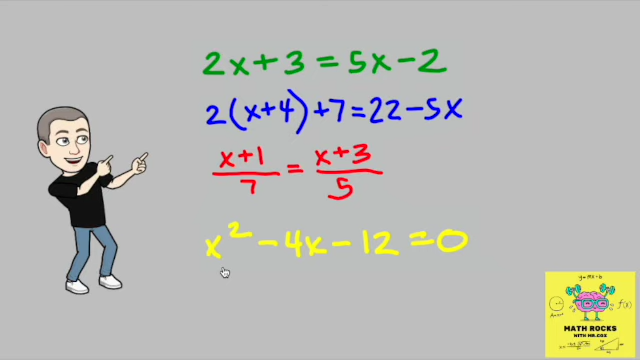 2x+3=5x-2
2(x+4)+7=22-5x
x+1/7 = x+3/5
x²-4x-12=0
y=mx+b
f(x)
MATH ROCKS
WITH MR.COX